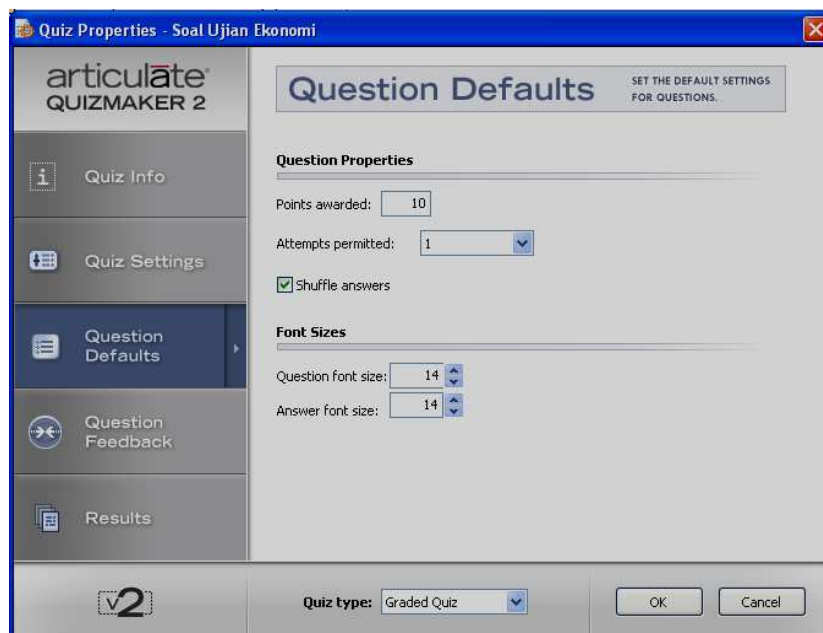 Quiz Properties - Soal Ujian Ekonomi
articulāte®
QUIZMAKER 2
Quiz Info
Quiz Settings
Question
Defaults
Question
Feedback
Results
v2
Question Defaults
SET THE DEFAULT SETTINGS
FOR QUESTIONS.
Question Properties
Points awarded: 10
Attempts permitted: 1
Shuffle answers
Font Sizes
Question font size: 14
Answer font size: 14
Quiz type: Graded Quiz
OK
Cancel